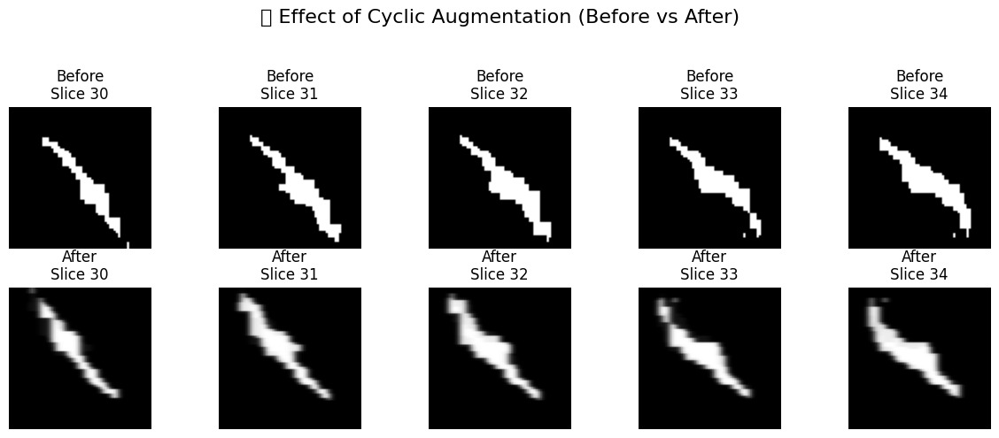 Effect of Cyclic Augmentation (Before vs After)
Before
Slice 30
Before
Slice 31
Before
Slice 32
Before
Slice 33
Before
Slice 34
After
Slice 30
After
Slice 31
After
Slice 32
After
Slice 33
After
Slice 34